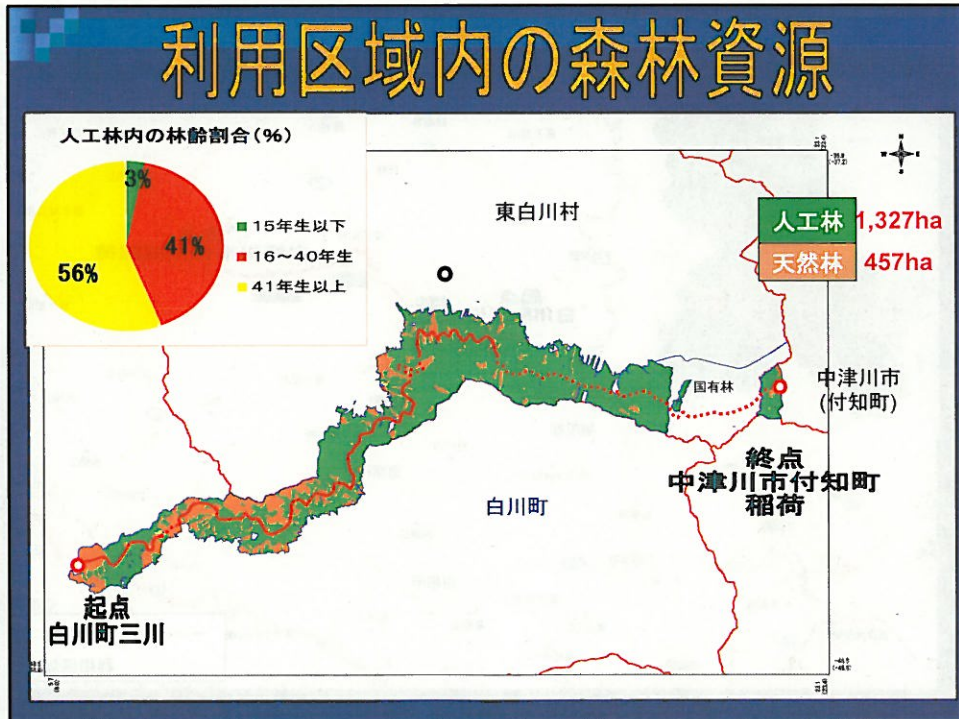 利用区域内の森林資源
人工林内の林齢割合(%)
3%
41%
56%
15年生以下
16～40年生
41年生以上
東白川村
人工林 1,327ha
天然林 457ha
国有林
中津川市
(付知町)
終点
中津川市付知町
稲荷
白川町
起点
白川町三川